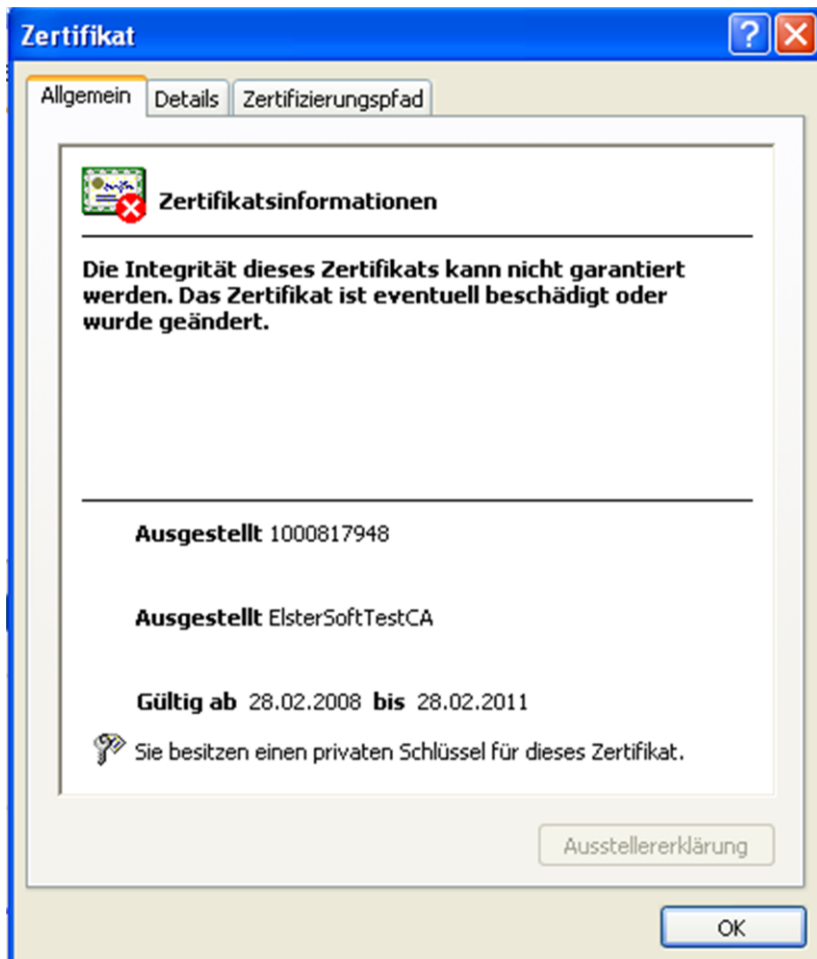 Zertifikat
Allgemein Details Zertifizierungspfad
Zertifikatsinformationen
Die Integrität dieses Zertifikats kann nicht garantiert
werden. Das Zertifikat ist eventuell beschädigt oder
wurde geändert.
Ausgestellt 1000817948
Ausgestellt ElsterSoftTestCA
Gültig ab 28.02.2008 bis 28.02.2011
Sie besitzen einen privaten Schlüssel für dieses Zertifikat.
Ausstellererklärung
OK